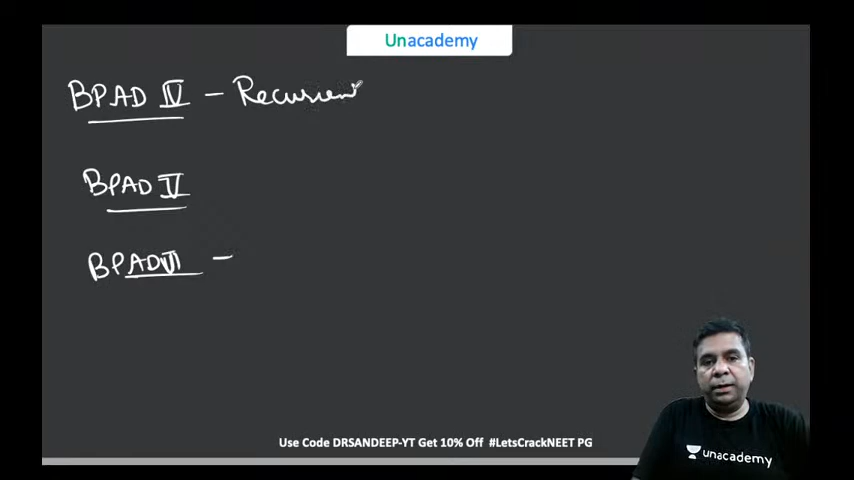 Unacademy
BPAD IV - Recurrent
BPAD V
BPAD VI -
Use Code DRSANDEEP-YT Get 10% Off #LetsCrackNEET PG
unacademy